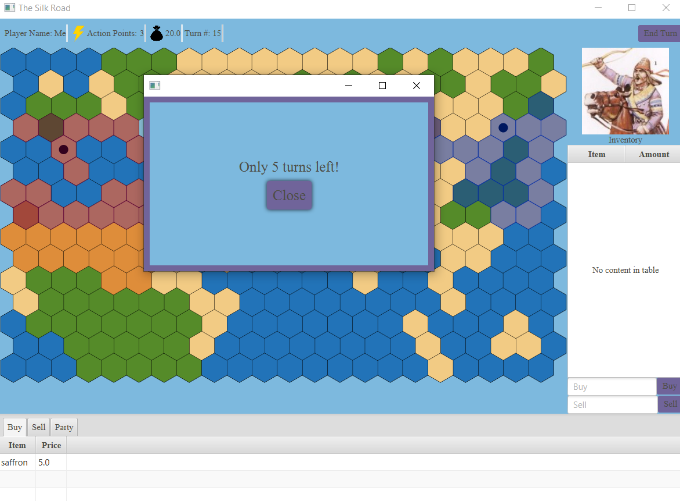 The Silk Road
Player Name: Me Action Points: 3 20.0 Turn #: 15 End Turn
Only 5 turns left!
Close
Inventory
Item Amount
No content in table
Buy Buy
Sell Sell
Buy Sell Party
Item Price
saffron 5.0